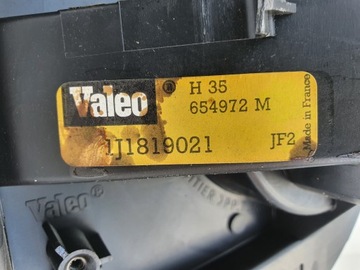 Valeo® H 35
654972 M
1J1819021 JF2
Made in France
Valeo®